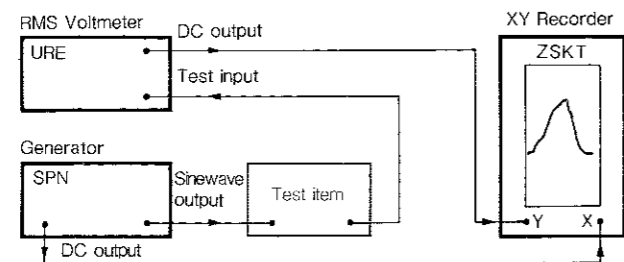 RMS Voltmeter
URE
DC output
Test input
Generator
SPN
Sinewave
output
Test item
DC output
XY Recorder
ZSKT
Y X